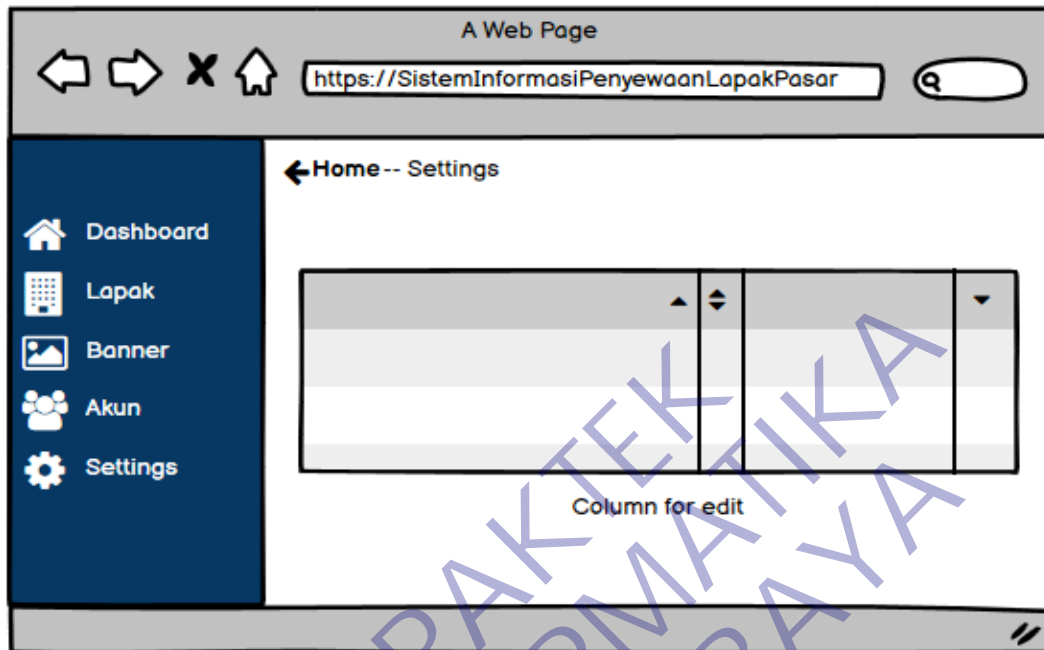 A Web Page
https://SistemInformasiPenyewaanLapakPasar
Home -- Settings
Dashboard
Lapak
Banner
Akun
Settings
Column for edit